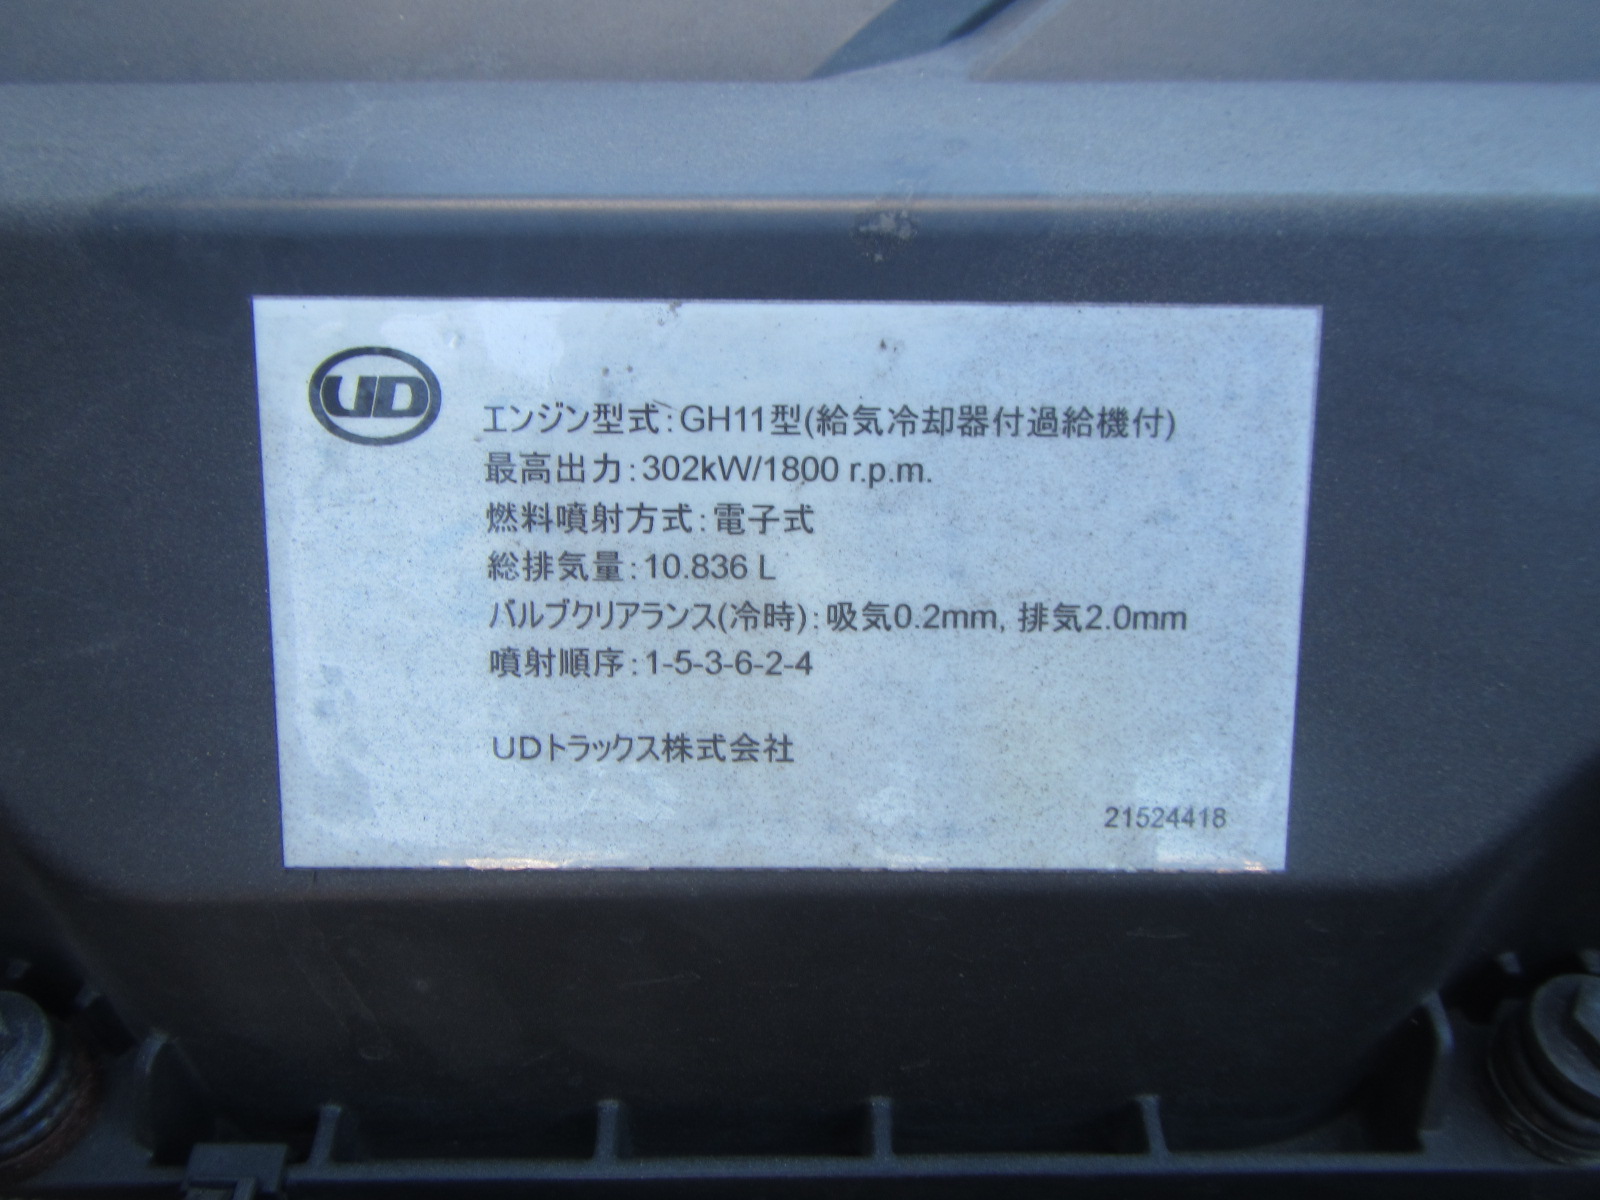 UD
エンジン型式:GH11型(給気冷却器付過給機付)
最高出力:302kW/1800 r.p.m.
燃料噴射方式:電子式
総排気量:10.836 L
バルブクリアランス(冷時):吸気0.2mm, 排気2.0mm
噴射順序:1-5-3-6-2-4
UDトラックス株式会社
21524418